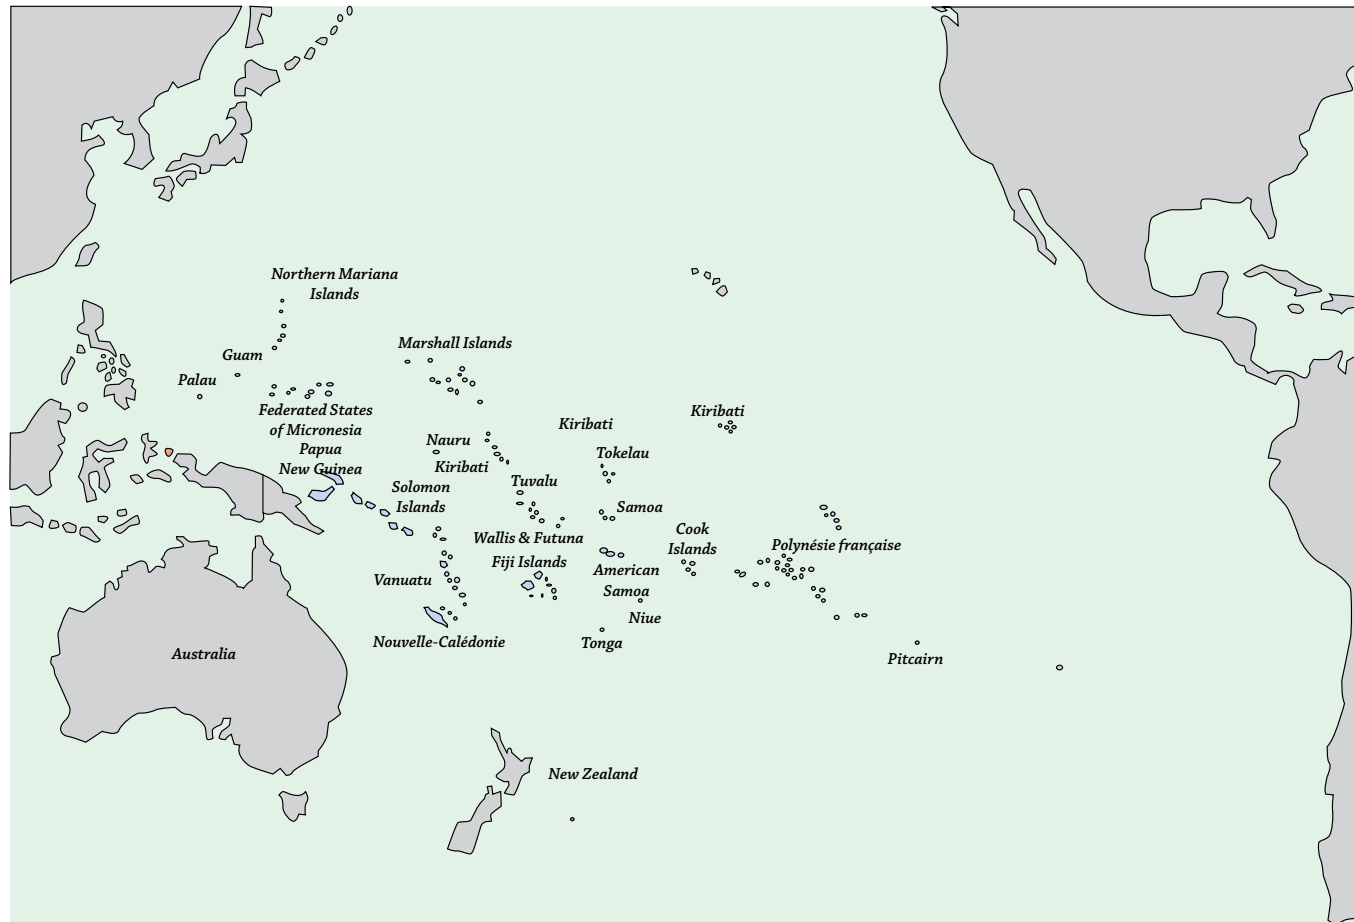 Northern Mariana
Islands
Marshall Islands
Guam
Palau
Federated States
of Micronesia
Kiribati
Kiribati
Nauru
Papua
New Guinea
Kiribati
Tokelau
Tuvalu
Solomon
Islands
Samoa
Cook
Islands
Wallis & Futuna
Polynésie française
Fiji Islands
American
Samoa
Vanuatu
Niue
Nouvelle-Calédonie
Tonga
Australia
Pitcairn
New Zealand